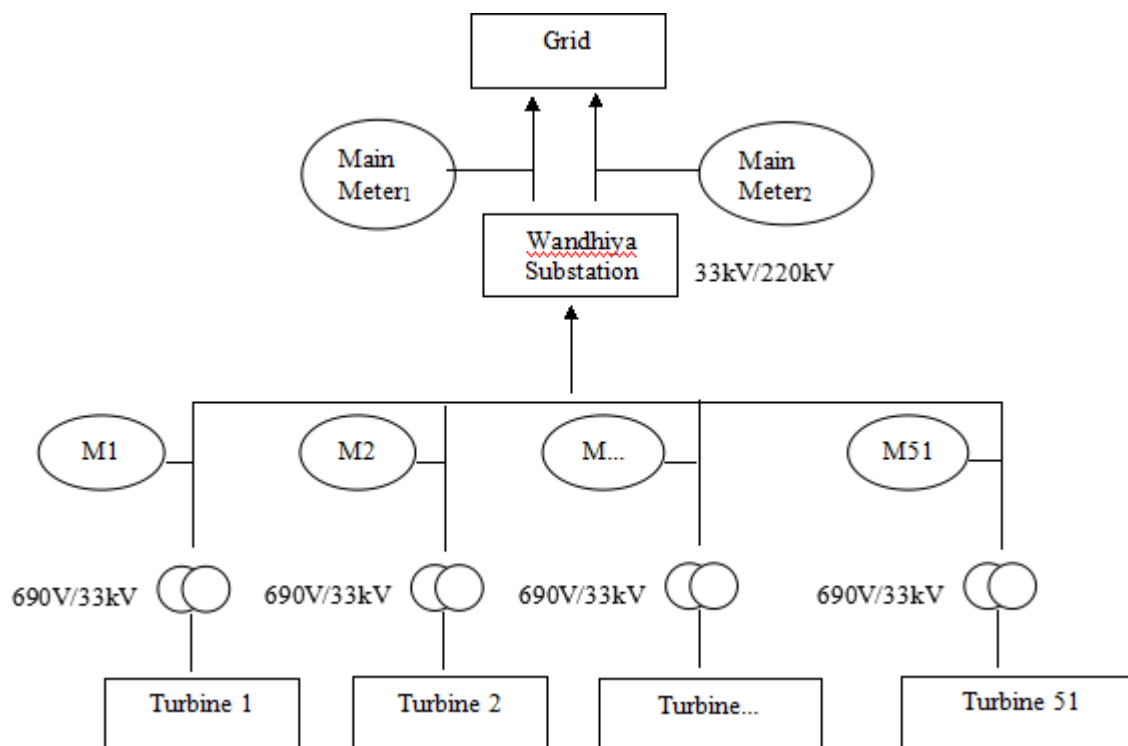 Grid
Main
Meter1
Main
Meter2
Wandhiya
Substation
33kV/220kV
M1
M2
M...
M51
690V/33kV
690V/33kV
690V/33kV
690V/33kV
Turbine 1
Turbine 2
Turbine...
Turbine 51